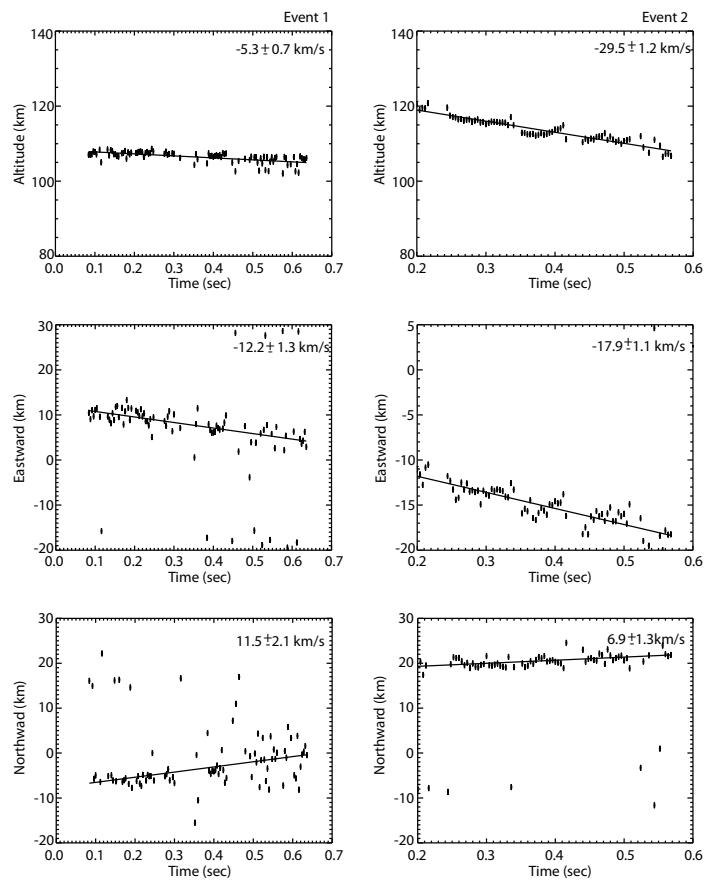 Event 1
Event 2
-5.3±0.7 km/s
140
120
100
80
Altitude (km)
0.0 0.1 0.2 0.3 0.4 0.5 0.6 0.7
Time (sec)
-29.5±1.2 km/s
140
120
100
80
Altitude (km)
0.2 0.3 0.4 0.5 0.6
Time (sec)
-12.2±1.3 km/s
30
20
10
0
-10
-20
Eastward (km)
0.0 0.1 0.2 0.3 0.4 0.5 0.6 0.7
Time (sec)
-17.9±1.1 km/s
5
0
-5
-10
-15
-20
Eastward (km)
0.2 0.3 0.4 0.5 0.6
Time (sec)
11.5±2.1 km/s
30
20
10
0
-10
-20
Northwad (km)
0.0 0.1 0.2 0.3 0.4 0.5 0.6 0.7
Time (sec)
6.9±1.3km/s
30
20
10
0
-10
-20
Northwad (km)
0.2 0.3 0.4 0.5 0.6
Time (sec)